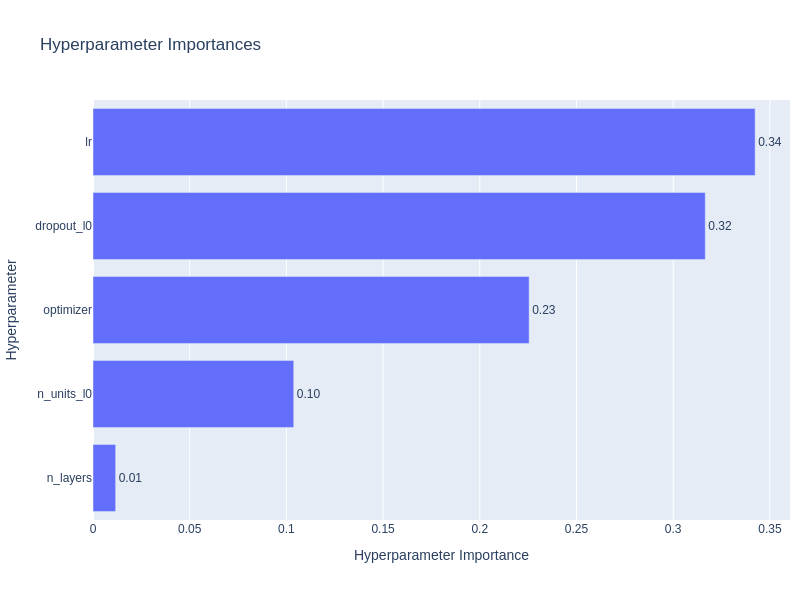 Hyperparameter Importances
Hyperparameter
lr
0.34
dropout_l0
0.32
optimizer
0.23
n_units_l0
0.10
n_layers
0.01
0 0.05 0.1 0.15 0.2 0.25 0.3 0.35
Hyperparameter Importance